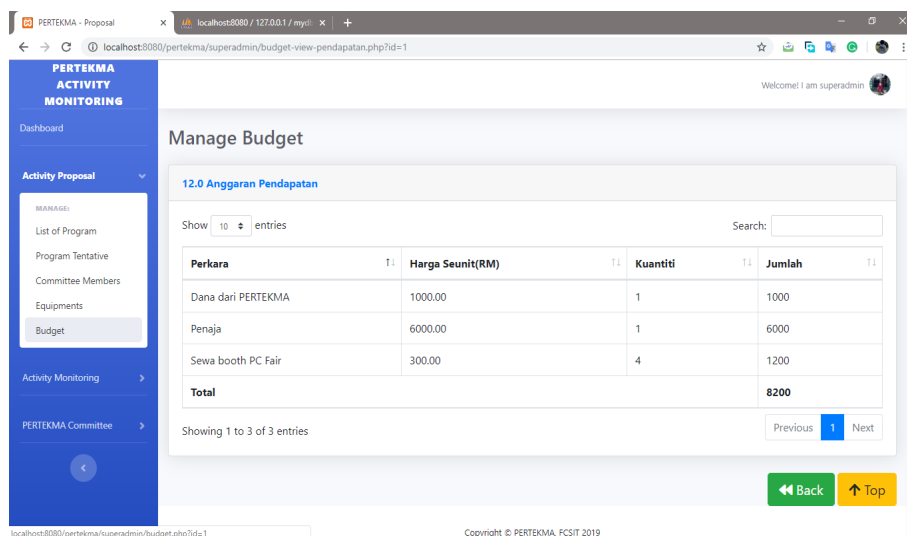 PERTEKMA - Proposal
localhost:8080 / 127.0.0.1 / mydl
localhost:8080/pertekma/superadmin/budget-view-pendapatan.php?id=1
PERTEKMA
ACTIVITY
MONITORING
Welcome! I am superadmin
Dashboard
Activity Proposal
MANAGE:
List of Program
Program Tentative
Committee Members
Equipments
Budget
Activity Monitoring
PERTEKMA Committee
Manage Budget
12.0 Anggaran Pendapatan
Show 10 entries
Search:
Perkara Harga Seunit(RM) Kuantiti Jumlah
Dana dari PERTEKMA 1000.00 1 1000
Penaja 6000.00 1 6000
Sewa booth PC Fair 300.00 4 1200
Total 8200
Showing 1 to 3 of 3 entries
Previous 1 Next
Back Top
localhost:8080/pertekma/superadmin/budget.php?id=1
Copyright © PERTEKMA, FCSIT 2019